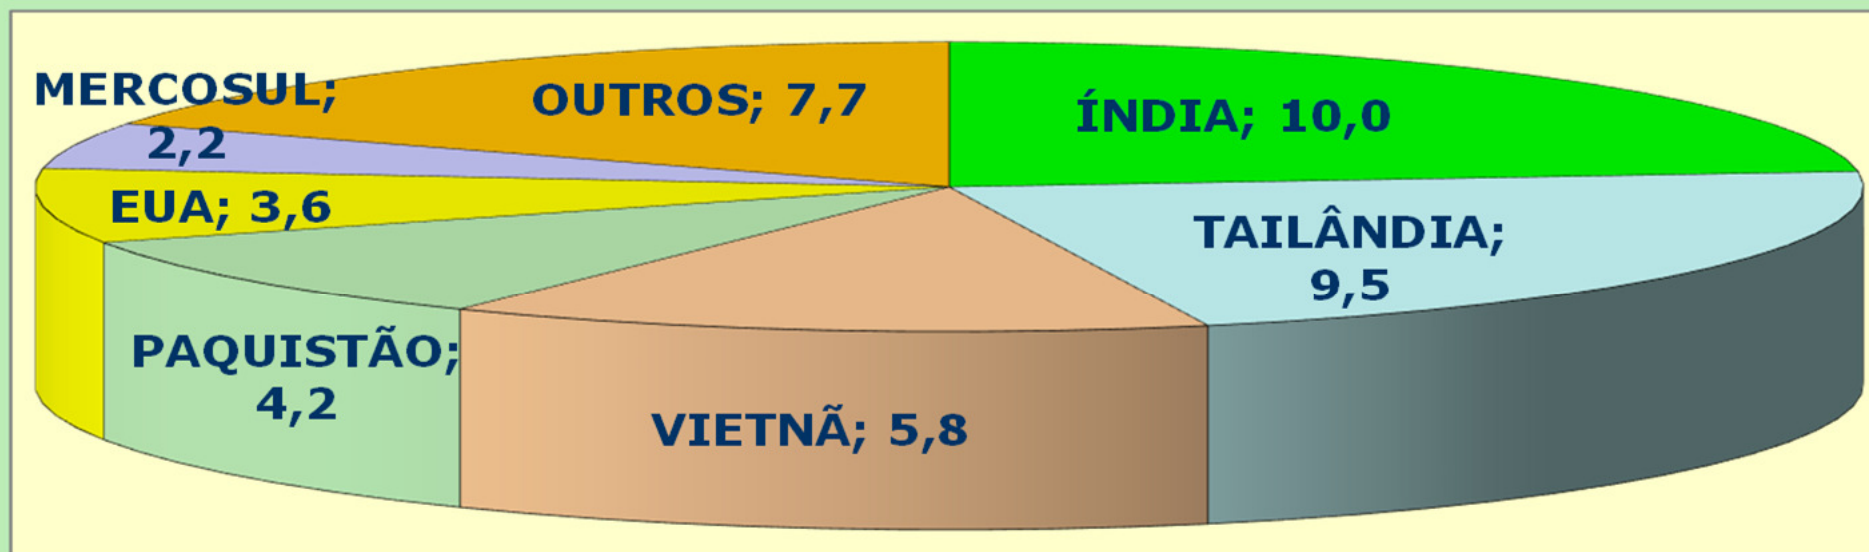 MERCOSUL;
2,2
OUTROS; 7,7
ÍNDIA; 10,0
EUA; 3,6
TAILÂNDIA;
9,5
PAQUISTÃO;
4,2
VIETNÃ; 5,8